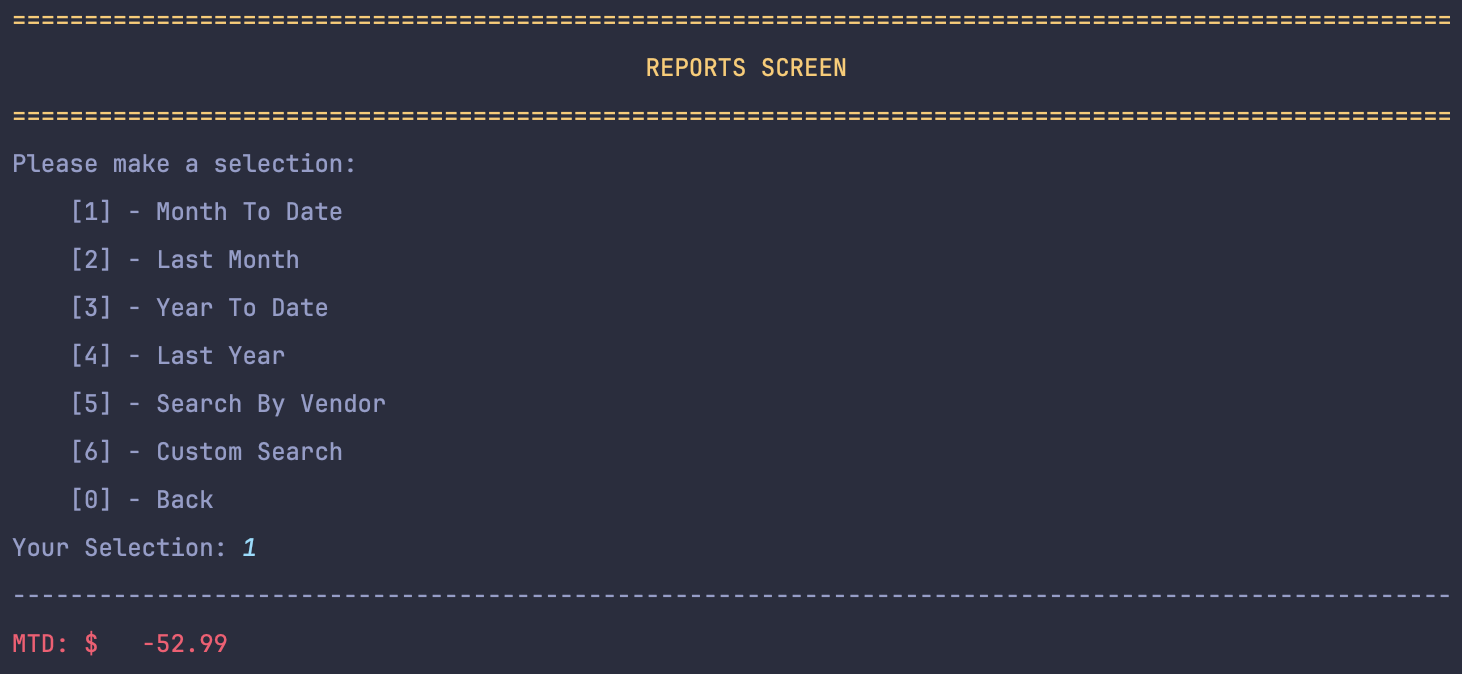 ====================================================================================================
REPORTS SCREEN
====================================================================================================
Please make a selection:
[1] - Month To Date
[2] - Last Month
[3] - Year To Date
[4] - Last Year
[5] - Search By Vendor
[6] - Custom Search
[0] - Back
Your Selection: 1
----------------------------------------------------------------------------------------------------
MTD: $   -52.99